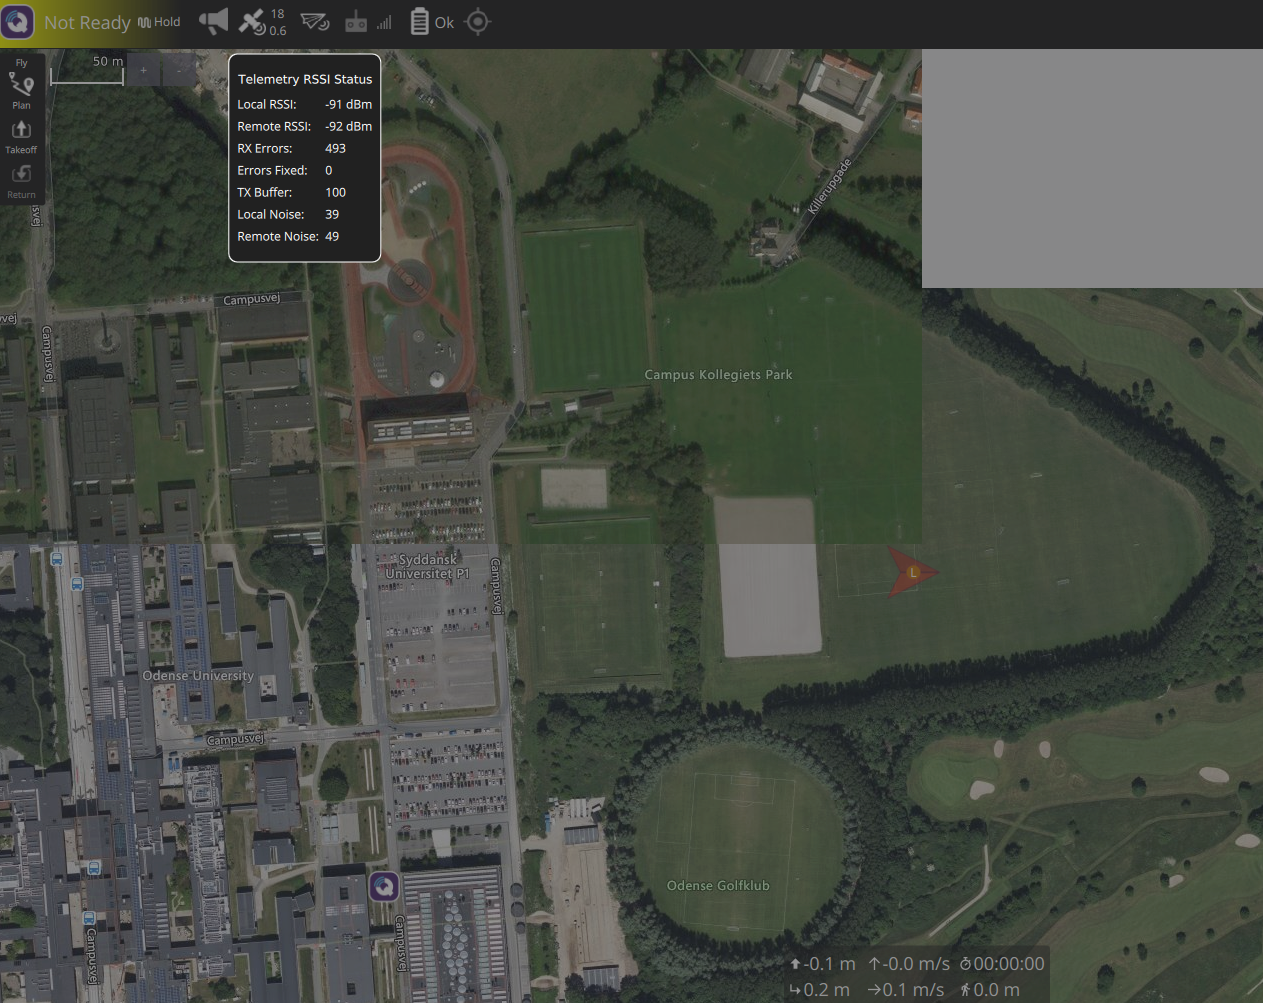 Not Ready Hold 18 0.6 Ok
Fly
50 m + -
Plan
Takeoff
Return
Telemetry RSSI Status
Local RSSI: -91 dBm
Remote RSSI: -92 dBm
RX Errors: 493
Errors Fixed: 0
TX Buffer: 100
Local Noise: 39
Remote Noise: 49
Killerupgade
Campusvej
Campusvej
Campus Kollegiets Park
Syddansk
Universitet P1
Campusvej
L
Odense University
Campusvej
Odense Golfklub
Campusvej
Campusvej
-0.1 m -0.0 m/s 00:00:00
0.2 m 0.1 m/s 0.0 m